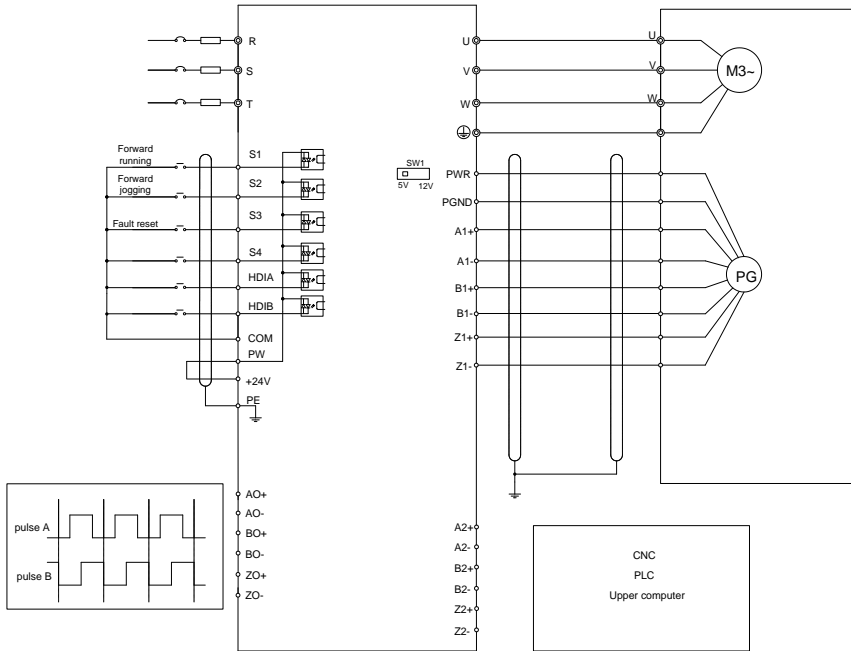 R
S
T
U
V
W
U
V
W
M3~
Forward
running
Forward
jogging
Fault reset
S1
S2
S3
S4
HDIA
HDIB
COM
PW
+24V
PE
SW1
5V 12V
PWR
PGND
A1+
A1-
B1+
B1-
Z1+
Z1-
PG
pulse A
pulse B
AO+
AO-
BO+
BO-
ZO+
ZO-
A2+
A2-
B2+
B2-
Z2+
Z2-
CNC
PLC
Upper computer